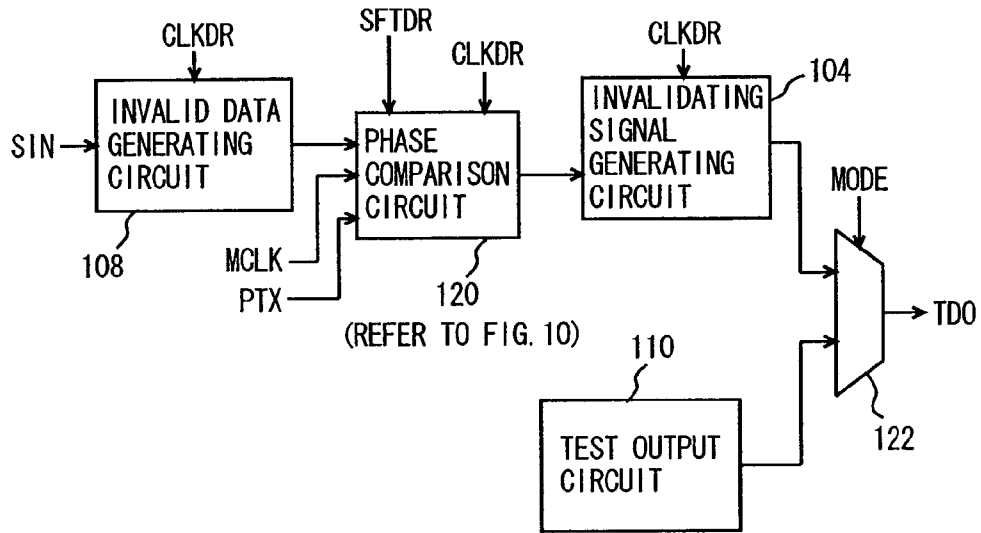 SFTDR
CLKDR
CLKDR
CLKDR
SIN
INVALID DATA
GENERATING
CIRCUIT
PHASE
COMPARISON
CIRCUIT
INVALIDATING
SIGNAL
GENERATING
CIRCUIT
104
108
MCLK
PTX
120
(REFER TO FIG. 10)
MODE
TDO
122
110
TEST OUTPUT
CIRCUIT